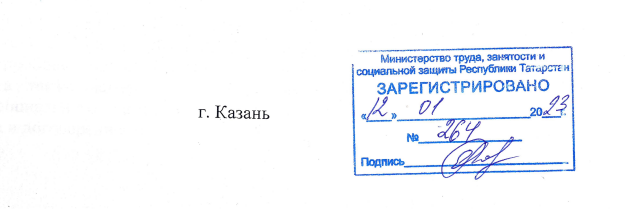 г. Казань
Министерство труда, занятости и
социальной защиты Республики Татарстан
ЗАРЕГИСТРИРОВАНО
«12» 01 2023 г.
№ 264
Подпись